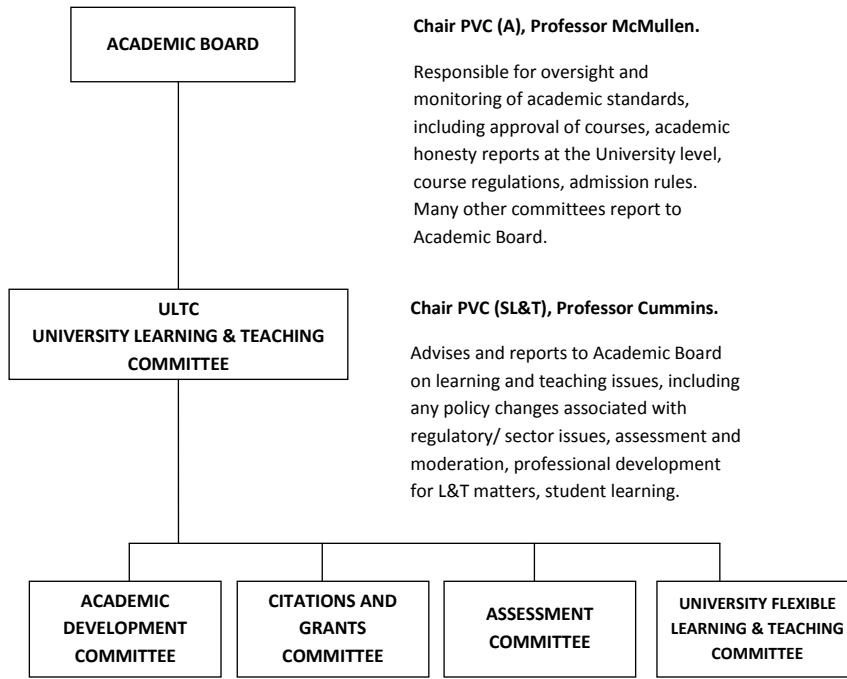 ACADEMIC BOARD
Chair PVC (A), Professor McMullen.
Responsible for oversight and
monitoring of academic standards,
including approval of courses, academic
honesty reports at the University level,
course regulations, admission rules.
Many other committees report to
Academic Board.
ULTC
UNIVERSITY LEARNING & TEACHING
COMMITTEE
Chair PVC (SL&T), Professor Cummins.
Advises and reports to Academic Board
on learning and teaching issues, including
any policy changes associated with
regulatory/ sector issues, assessment and
moderation, professional development
for L&T matters, student learning.
ACADEMIC
DEVELOPMENT
COMMITTEE
CITATIONS AND
GRANTS
COMMITTEE
ASSESSMENT
COMMITTEE
UNIVERSITY FLEXIBLE
LEARNING & TEACHING
COMMITTEE